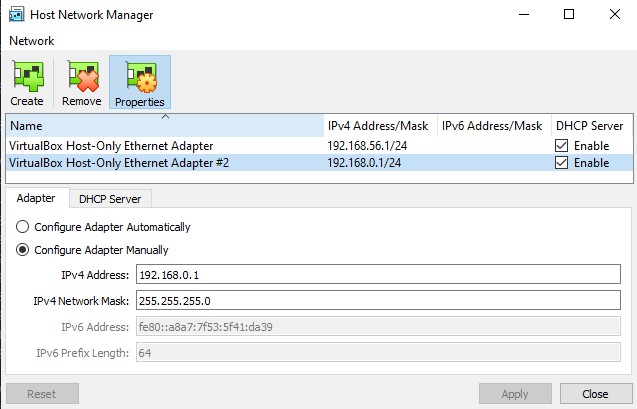 Host Network Manager
Network
Create Remove Properties
Name IPv4 Address/Mask IPv6 Address/Mask DHCP Server
VirtualBox Host-Only Ethernet Adapter 192.168.56.1/24 Enable
VirtualBox Host-Only Ethernet Adapter #2 192.168.0.1/24 Enable
Adapter DHCP Server
Configure Adapter Automatically
Configure Adapter Manually
IPv4 Address: 192.168.0.1
IPv4 Network Mask: 255.255.255.0
IPv6 Address: fe80::a8a7:7f53:5f41:da39
IPv6 Prefix Length: 64
Reset Apply Close